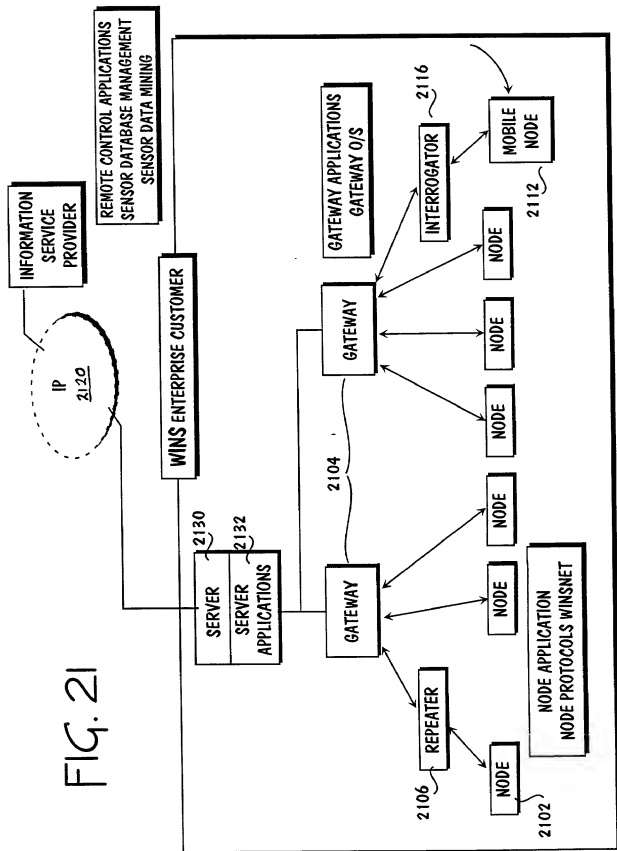 FIG. 21
INFORMATION
SERVICE
PROVIDER
IP
2120
REMOTE CONTROL APPLICATIONS
SENSOR DATABASE MANAGEMENT
SENSOR DATA MINING
WINS ENTERPRISE CUSTOMER
SERVER
2130
SERVER
APPLICATIONS
2132
GATEWAY
2104
GATEWAY
GATEWAY APPLICATIONS
GATEWAY O/S
REPEATER
2106
INTERROGATOR
2116
NODE
2102
NODE
NODE
NODE
NODE
NODE
MOBILE
NODE
2112
NODE APPLICATION
NODE PROTOCOLS WINSNET